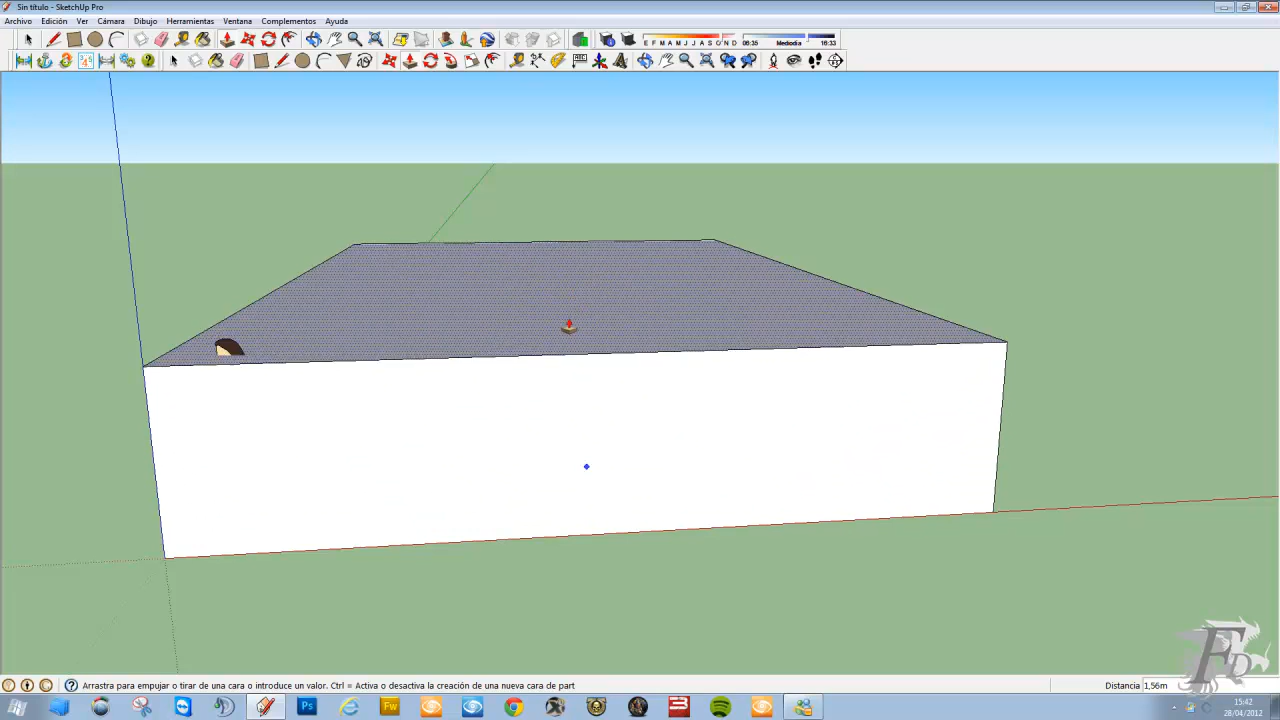 Sin título - SketchUp Pro
Archivo Edición Ver Cámara Dibujo Herramientas Ventana Complementos Ayuda
E F M A M J J A S O N D 06:35 Mediodía 16:33
Arrastra para empujar o tirar de una cara o introduce un valor. Ctrl = Activa o desactiva la creación de una nueva cara de part
Distancia 1,56m
Ps Fw
15:42
28/04/2012